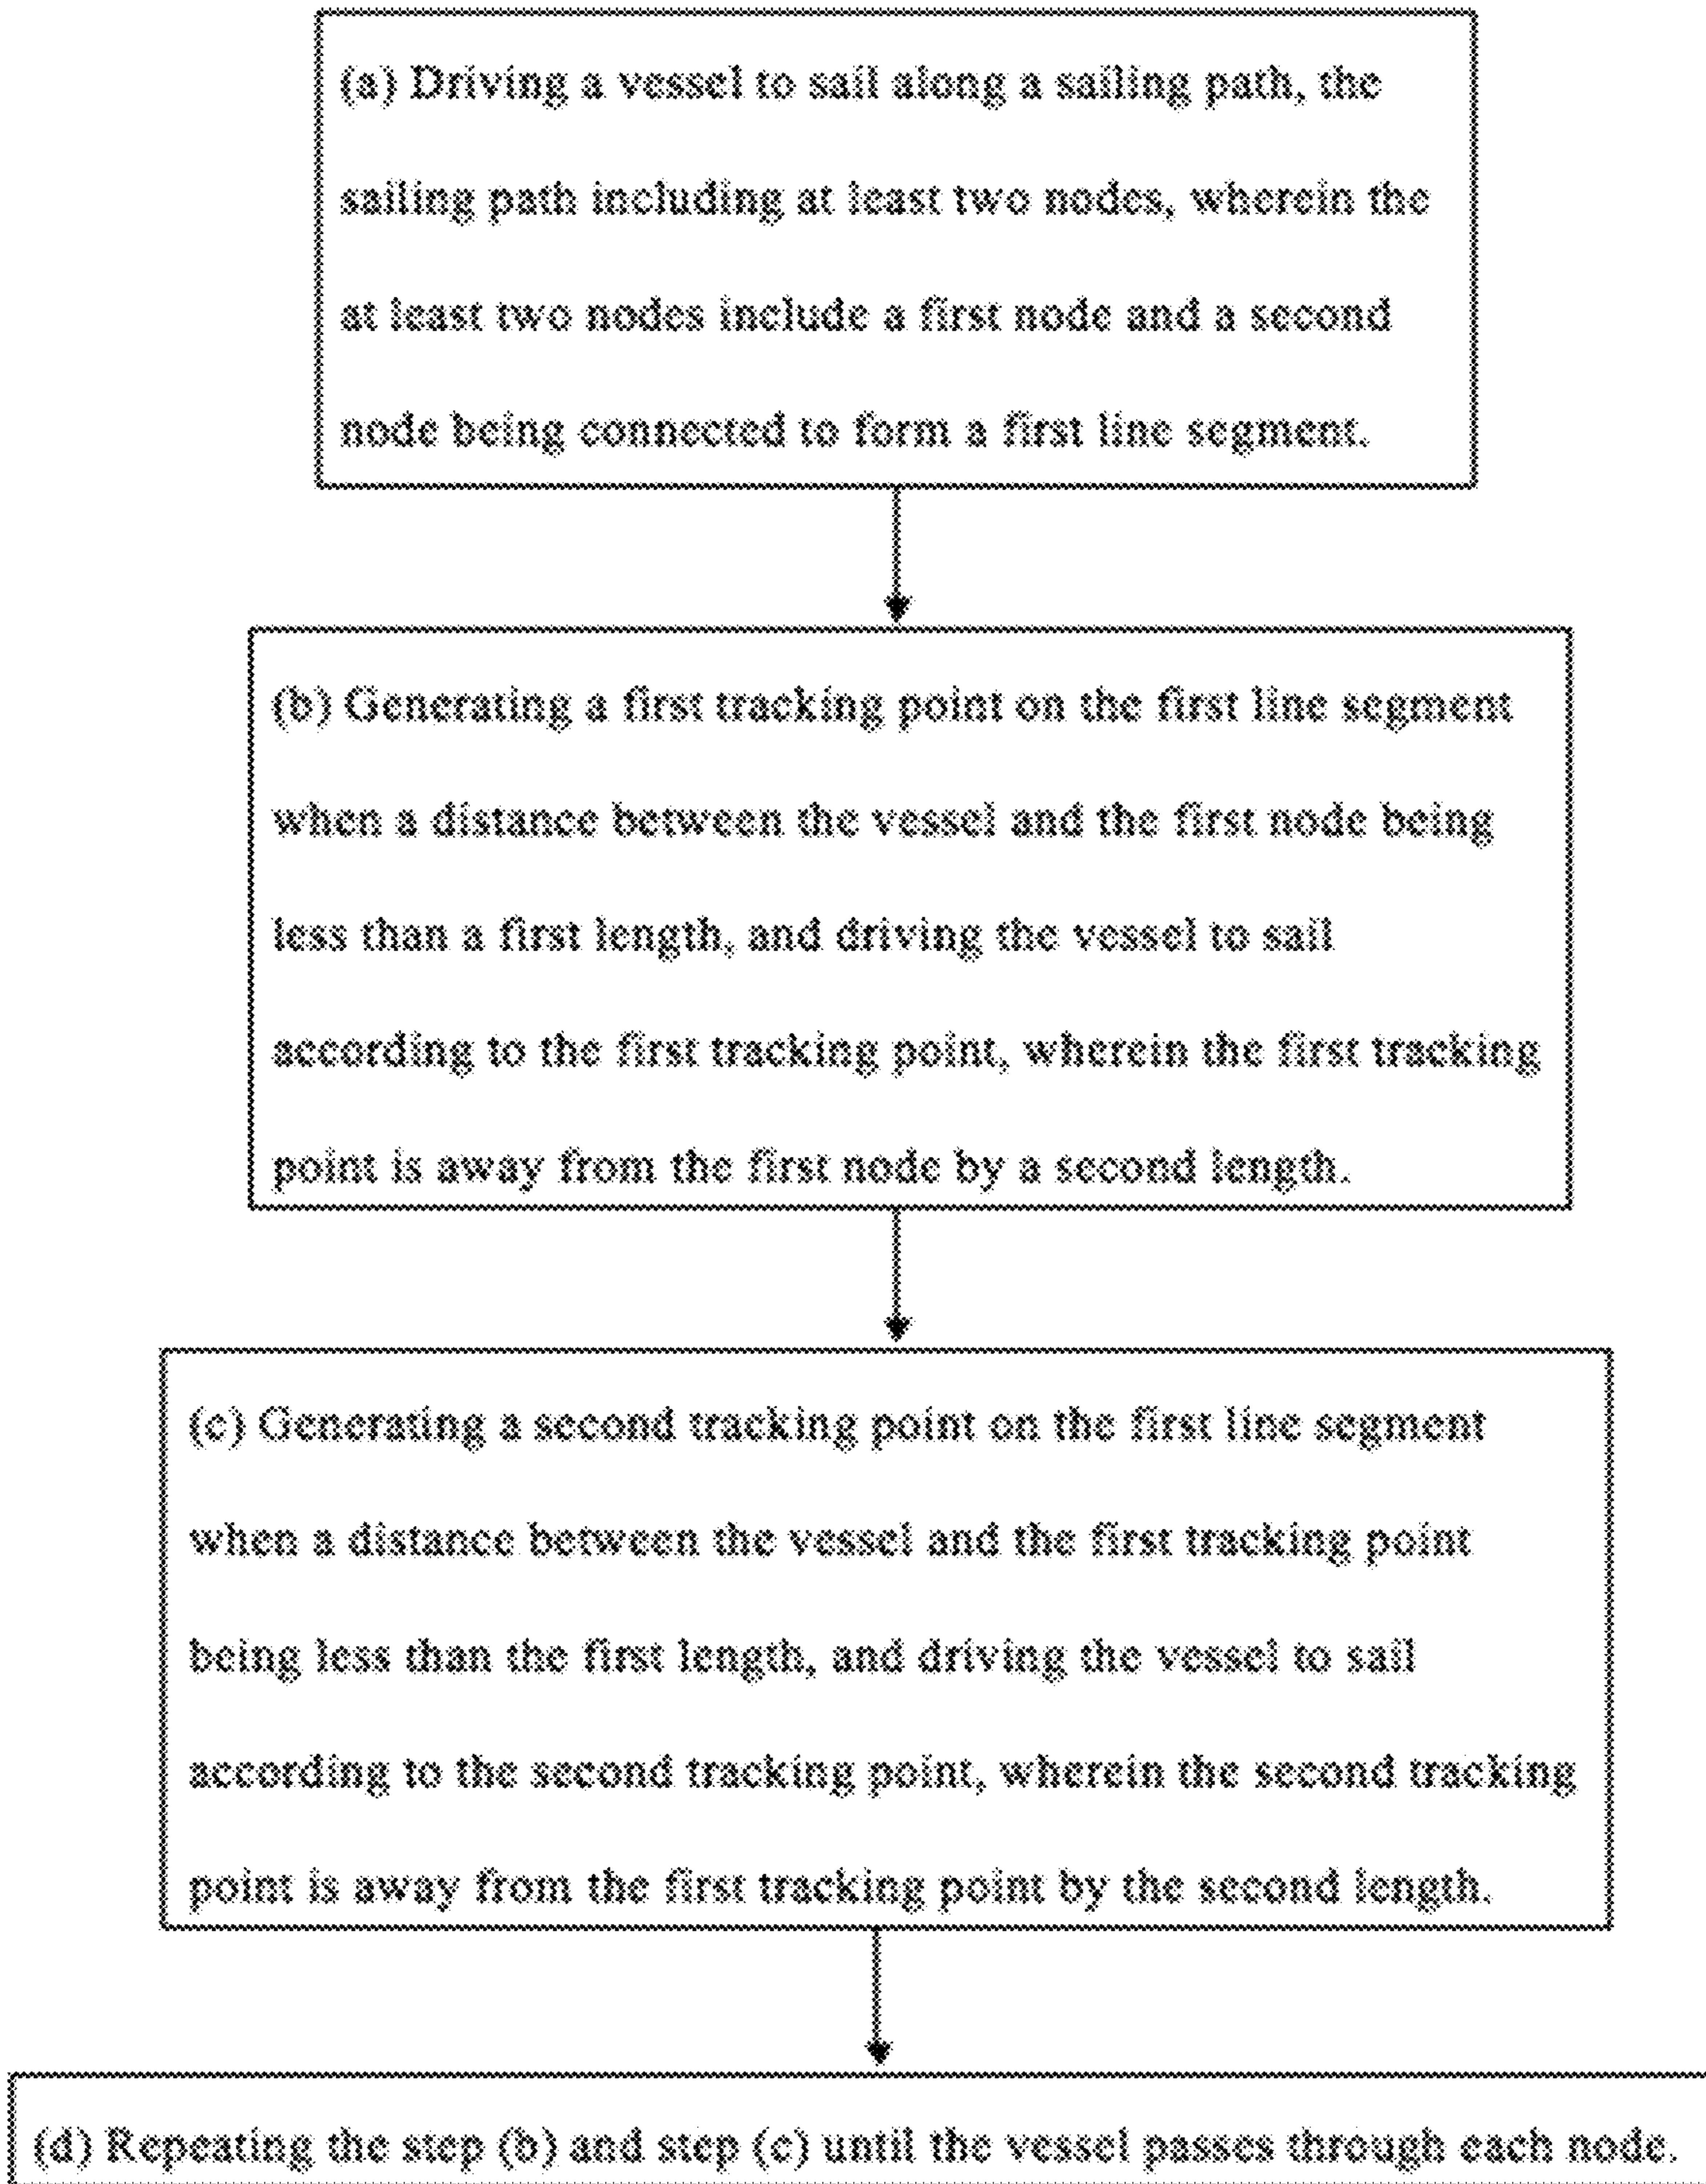 (a) Driving a vessel to sail along a sailing path, the
sailing path including at least two nodes, wherein the
at least two nodes include a first node and a second
node being connected to form a first line segment.
(b) Generating a first tracking point on the first line segment
when a distance between the vessel and the first node being
less than a first length, and driving the vessel to sail
according to the first tracking point, wherein the first tracking
point is away from the first node by a second length.
(c) Generating a second tracking point on the first line segment
when a distance between the vessel and the first tracking point
being less than the first length, and driving the vessel to sail
according to the second tracking point, wherein the second tracking
point is away from the first tracking point by the second length.
(d) Repeating the step (b) and step (c) until the vessel passes through each node.